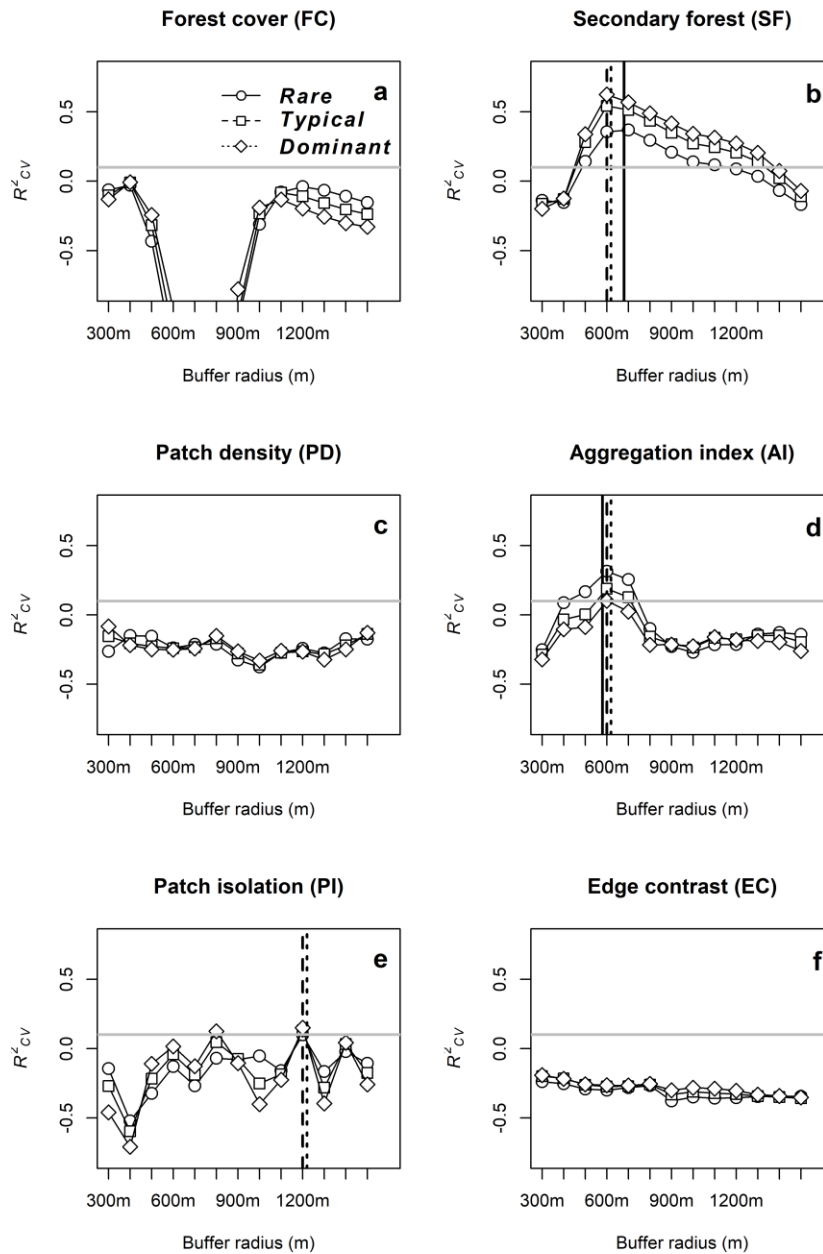 Forest cover (FC)
a
Rare
Typical
Dominant
0.5
0.0
-0.5
R²CV
300m 600m 900m 1200m
Buffer radius (m)
Secondary forest (SF)
b
0.5
0.0
-0.5
R²CV
300m 600m 900m 1200m
Buffer radius (m)
Patch density (PD)
c
0.5
0.0
-0.5
R²CV
300m 600m 900m 1200m
Buffer radius (m)
Aggregation index (AI)
d
0.5
0.0
-0.5
R²CV
300m 600m 900m 1200m
Buffer radius (m)
Patch isolation (PI)
e
0.5
0.0
-0.5
R²CV
300m 600m 900m 1200m
Buffer radius (m)
Edge contrast (EC)
f
0.5
0.0
-0.5
R²CV
300m 600m 900m 1200m
Buffer radius (m)